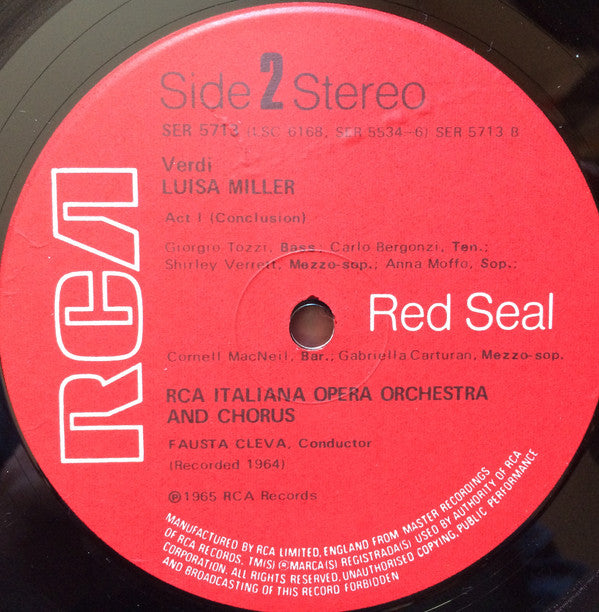 Side 2 Stereo
SER 5713 (LSC 6168, SER 5534-6) SER 5713 B
Verdi
LUISA MILLER
Act I (Conclusion)
Giorgio Tozzi, Bass; Carlo Bergonzi, Ten.;
Shirley Verrett, Mezzo-sop.; Anna Moffo, Sop.;
RCA
Red Seal
Cornell MacNeil, Bar., Gabriella Carturan, Mezzo-sop.
RCA ITALIANA OPERA ORCHESTRA
AND CHORUS
FAUSTA CLEVA, Conductor
(Recorded 1964)
Ⓟ1965 RCA Records
MANUFACTURED BY RCA LIMITED, ENGLAND FROM MASTER RECORDINGS
OF RCA RECORDS, TM(S) ® MARCA(S) REGISTRADA(S) USED BY AUTHORITY OF RCA
CORPORATION. ALL RIGHTS RESERVED, UNAUTHORISED COPYING, PUBLIC PERFORMANCE
AND BROADCASTING OF THIS RECORD FORBIDDEN